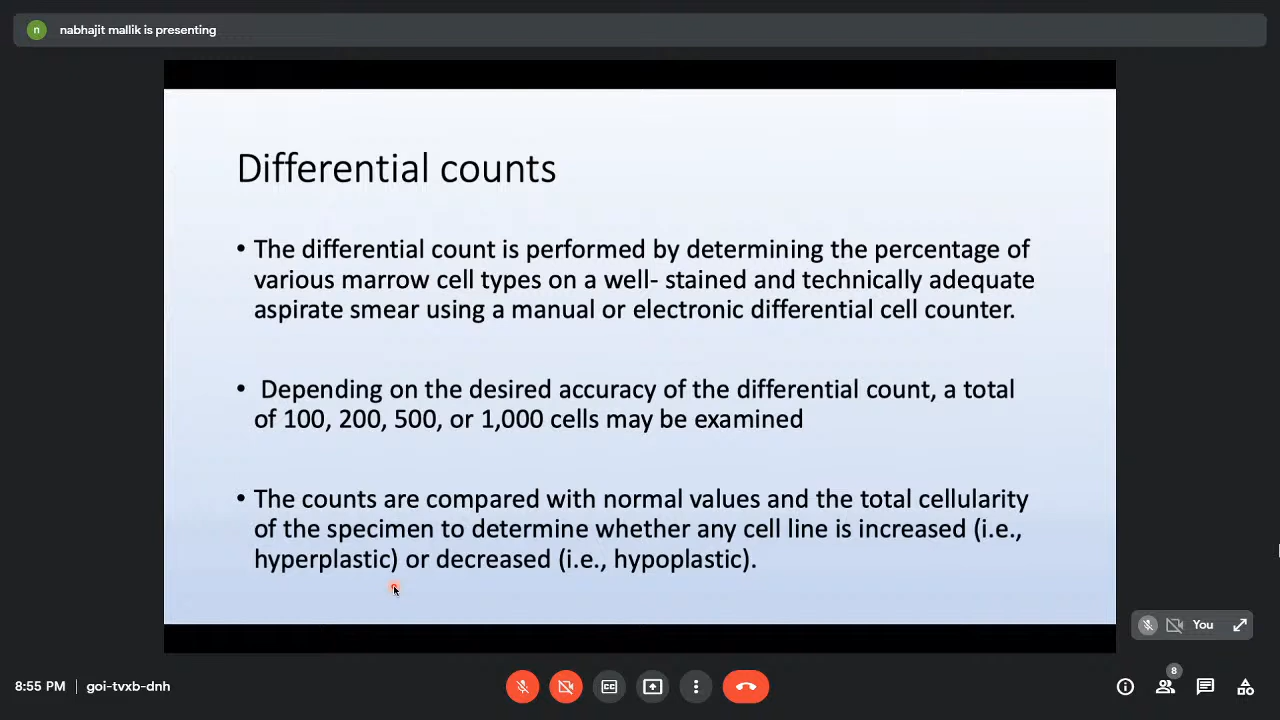 n nabhajit mallik is presenting
Differential counts
• The differential count is performed by determining the percentage of
various marrow cell types on a well- stained and technically adequate
aspirate smear using a manual or electronic differential cell counter.
• Depending on the desired accuracy of the differential count, a total
of 100, 200, 500, or 1,000 cells may be examined
• The counts are compared with normal values and the total cellularity
of the specimen to determine whether any cell line is increased (i.e.,
hyperplastic) or decreased (i.e., hypoplastic).
You
8:55 PM | goi-tvxb-dnh
CC
8